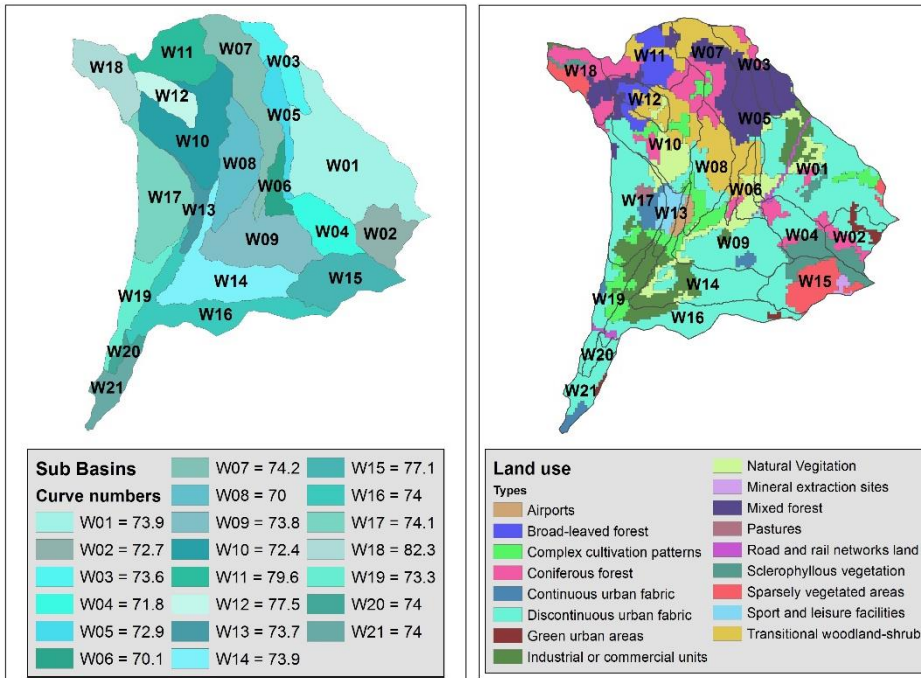 W11
W07
W03
W18
W12
W05
W10
W08
W01
W17
W06
W13
W04
W02
W09
W14
W15
W19
W16
W20
W21
Sub Basins
Curve numbers
W01 = 73.9
W02 = 72.7
W03 = 73.6
W04 = 71.8
W05 = 72.9
W06 = 70.1
W07 = 74.2
W08 = 70
W09 = 73.8
W10 = 72.4
W11 = 79.6
W12 = 77.5
W13 = 73.7
W14 = 73.9
W15 = 77.1
W16 = 74
W17 = 74.1
W18 = 82.3
W19 = 73.3
W20 = 74
W21 = 74
W11
W07
W03
W18
W12
W05
W10
W08
W01
W17
W06
W13
W04
W02
W09
W14
W15
W19
W16
W20
W21
Land use
Types
Airports
Broad-leaved forest
Complex cultivation patterns
Coniferous forest
Continuous urban fabric
Discontinuous urban fabric
Green urban areas
Industrial or commercial units
Natural Vegitation
Mineral extraction sites
Mixed forest
Pastures
Road and rail networks land
Sclerophyllous vegetation
Sparsely vegetated areas
Sport and leisure facilities
Transitional woodland-shrub